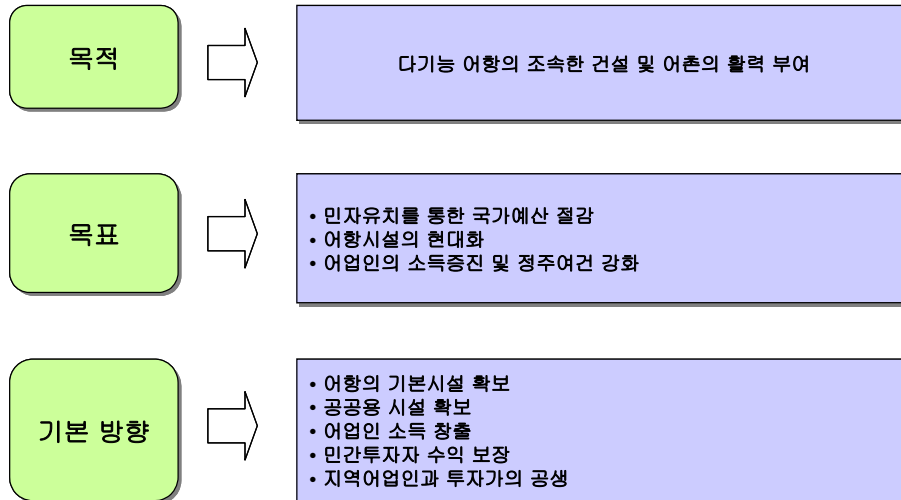 목적
다기능 어항의 조속한 건설 및 어촌의 활력 부여
목표
• 민자유치를 통한 국가예산 절감
• 어항시설의 현대화
• 어업인의 소득증진 및 정주여건 강화
기본 방향
• 어항의 기본시설 확보
• 공공용 시설 확보
• 어업인 소득 창출
• 민간투자자 수익 보장
• 지역어업인과 투자가의 공생